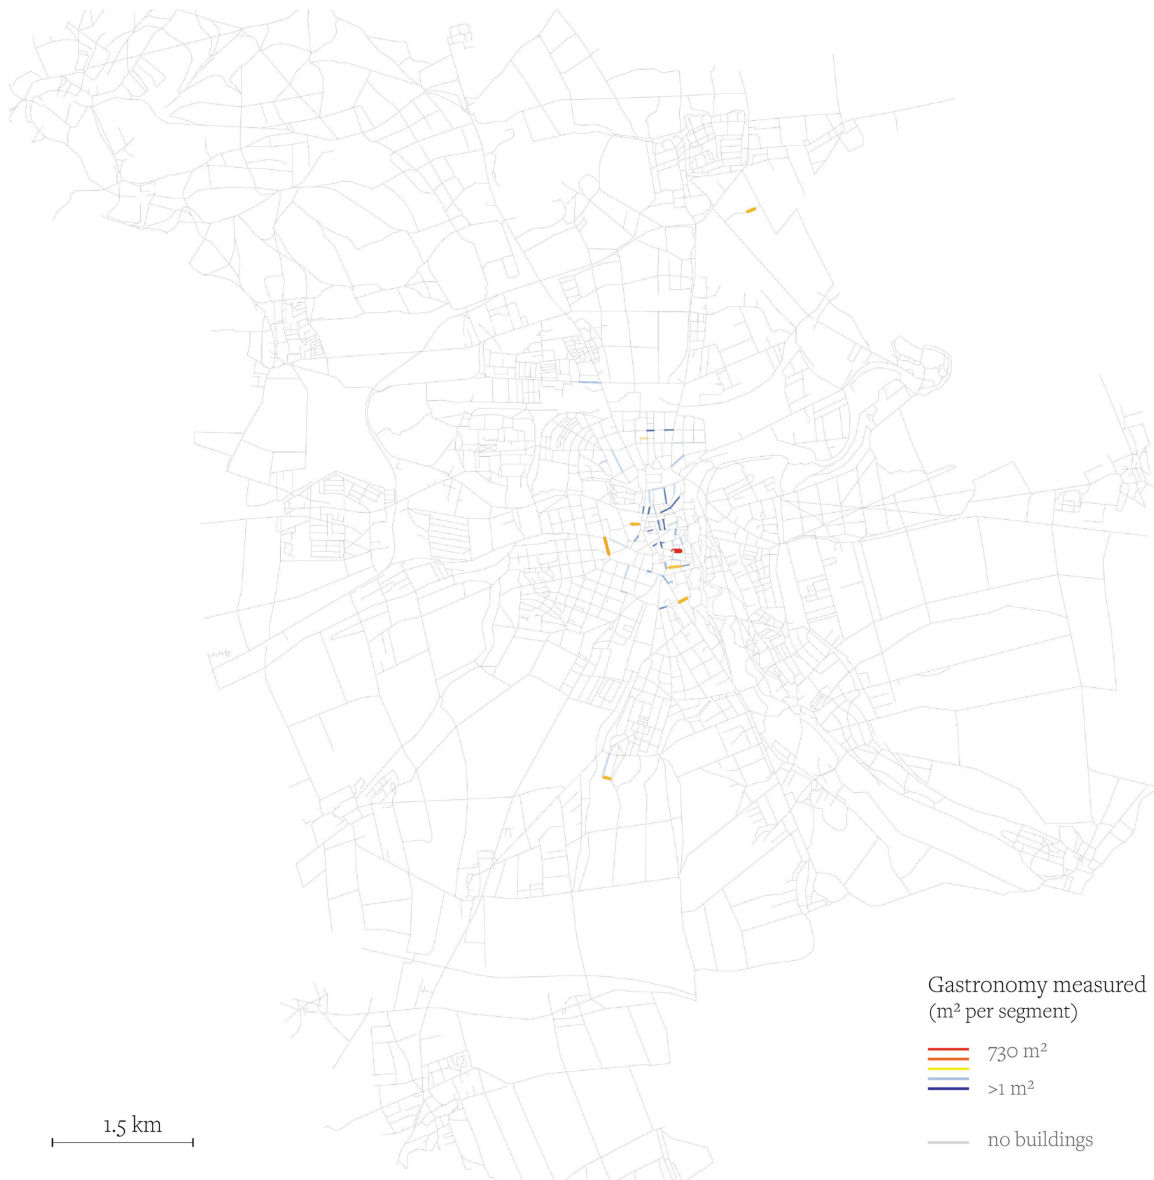 Gastronomy measured
(m² per segment)
730 m²
>1 m²
no buildings
1.5 km